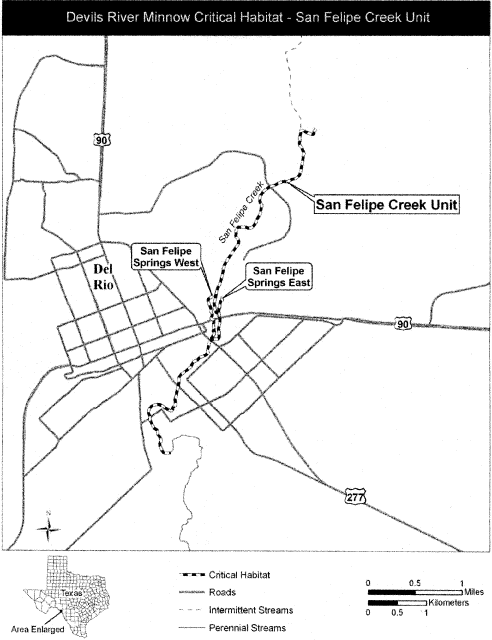 Devils River Minnow Critical Habitat - San Felipe Creek Unit
90
San Felipe Creek
San Felipe Creek Unit
San Felipe
Springs West
San Felipe
Springs East
Del
Rio
90
277
N
Texas
Area Enlarged
Critical Habitat
Roads
Intermittent Streams
Perennial Streams
0 0.5 1
Miles
Kilometers
0 0.5 1